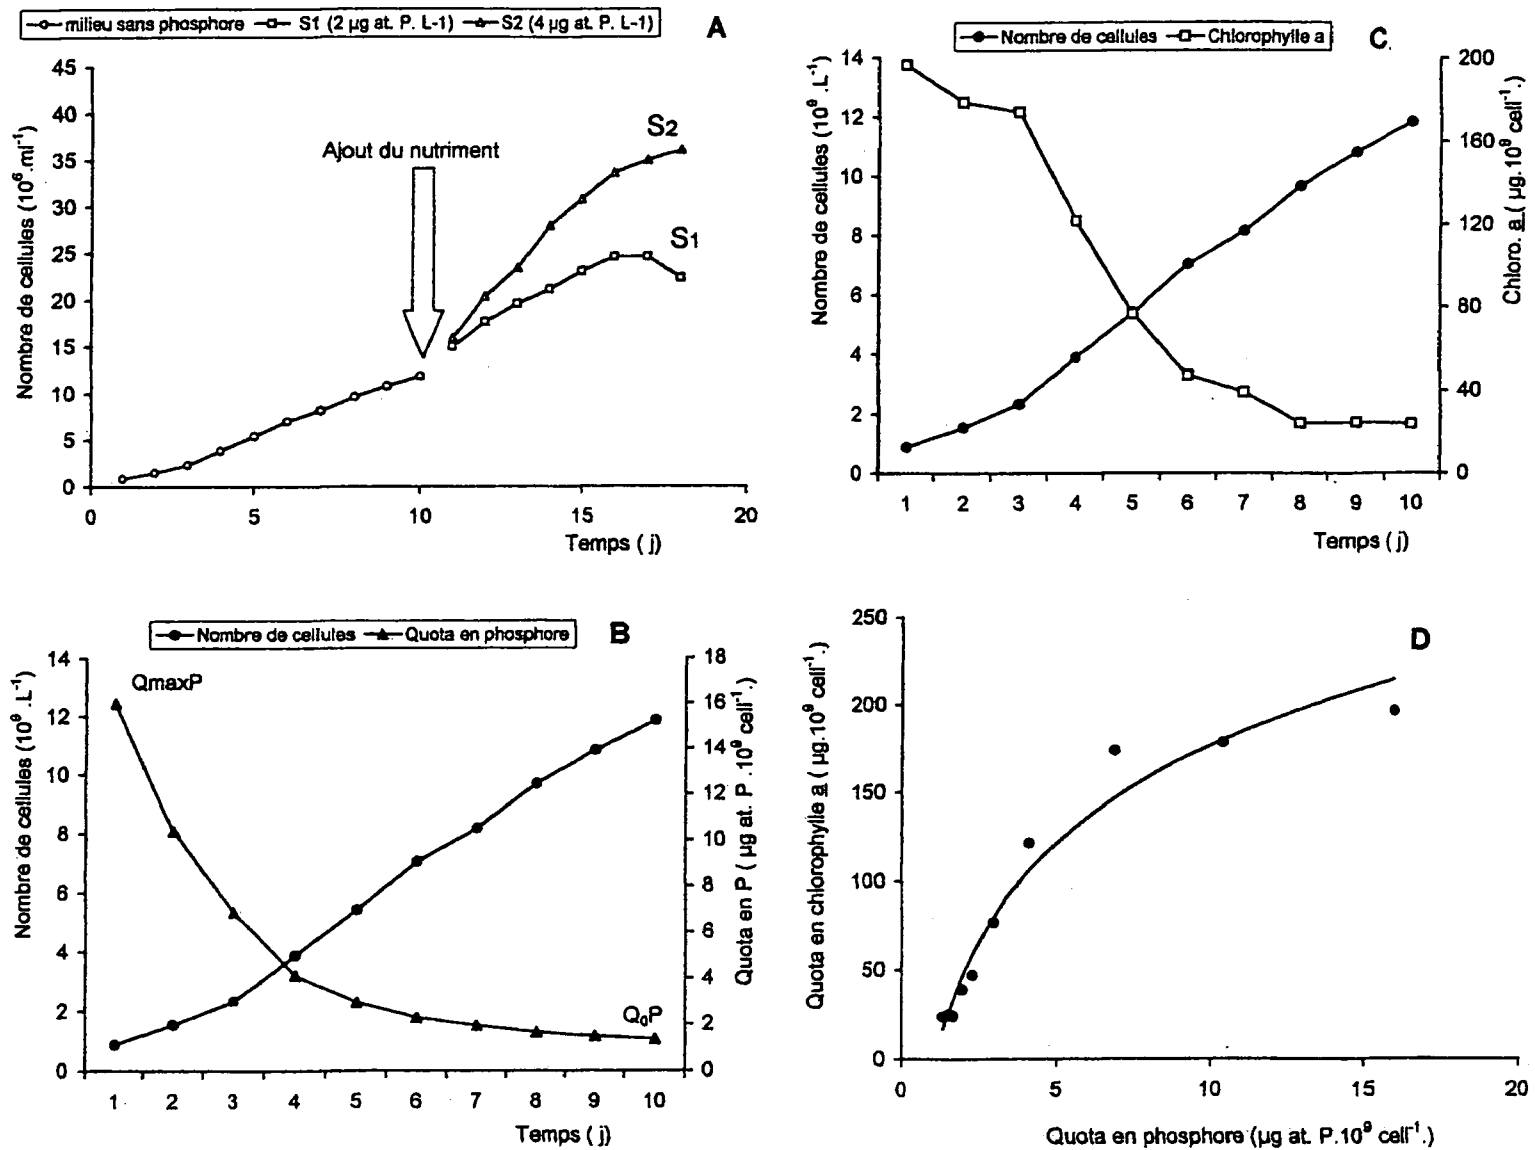 milieu sans phosphore S1 (2 µg at. P. L-1) S2 (4 µg at. P. L-1)
A
45
40
35
30
25
20
15
10
5
0
Nombre de cellules (10⁶.ml⁻¹)
Ajout du nutriment
S2
S1
0 5 10 15 20
Temps ( j)
Nombre de cellules Chlorophylle a
C
14
12
10
8
6
4
2
0
Nombre de cellules (10⁹ .L⁻¹)
200
160
120
80
40
0
Chloro. a ( µg.10⁹ cell⁻¹.)
1 2 3 4 5 6 7 8 9 10
Temps ( j)
Nombre de cellules Quota en phosphore
B
14
12
10
8
6
4
2
0
Nombre de cellules (10⁹ .L⁻¹)
QmaxP
Q₀P
18
16
14
12
10
8
6
4
2
0
Quota en P ( µg at. P .10⁹ cell⁻¹.)
1 2 3 4 5 6 7 8 9 10
Temps ( j)
D
250
200
150
100
50
0
Quota en chlorophylle a ( µg.10⁹ cell⁻¹.)
0 5 10 15 20
Quota en phosphore (µg at. P.10⁹ cell⁻¹.)